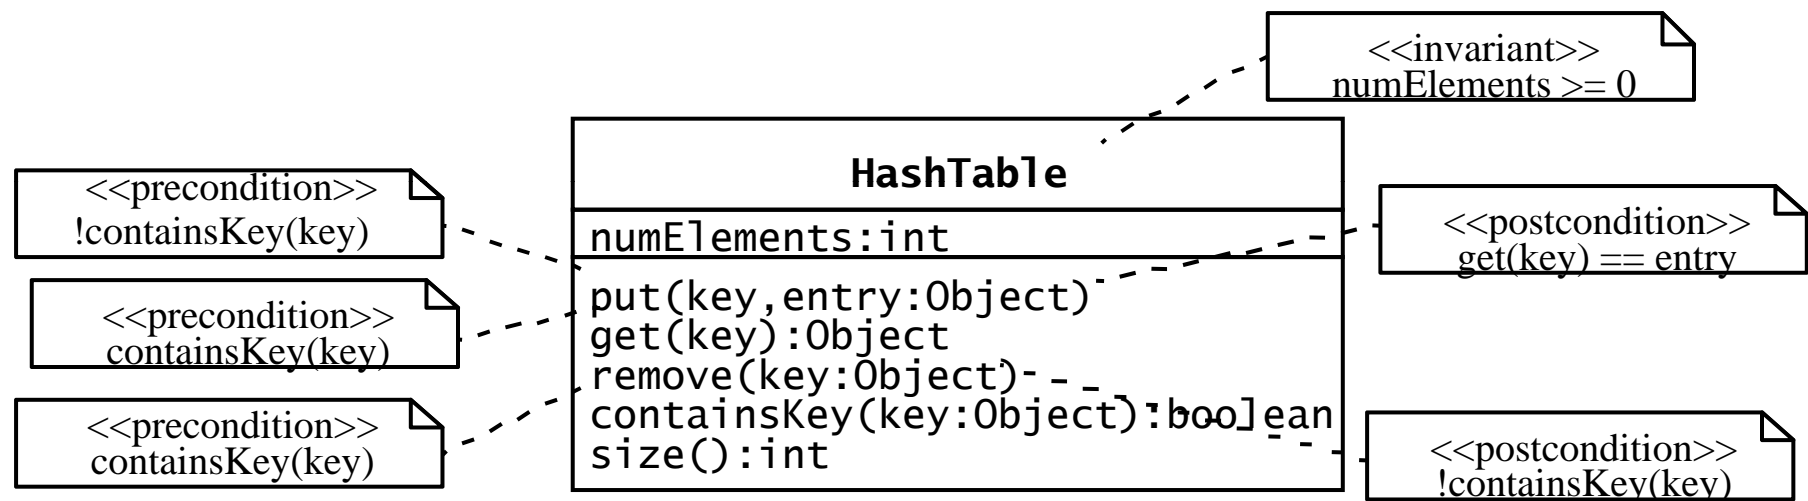 <<invariant>>
numElements >= 0
HashTable
<<precondition>>
!containsKey(key)
numElements:int
<<postcondition>>
get(key) == entry
put(key,entry:Object)
<<precondition>>
containsKey(key)
get(key):Object
remove(key:Object)
<<precondition>>
containsKey(key)
containsKey(key:Object):boolean
size():int
<<postcondition>>
!containsKey(key)